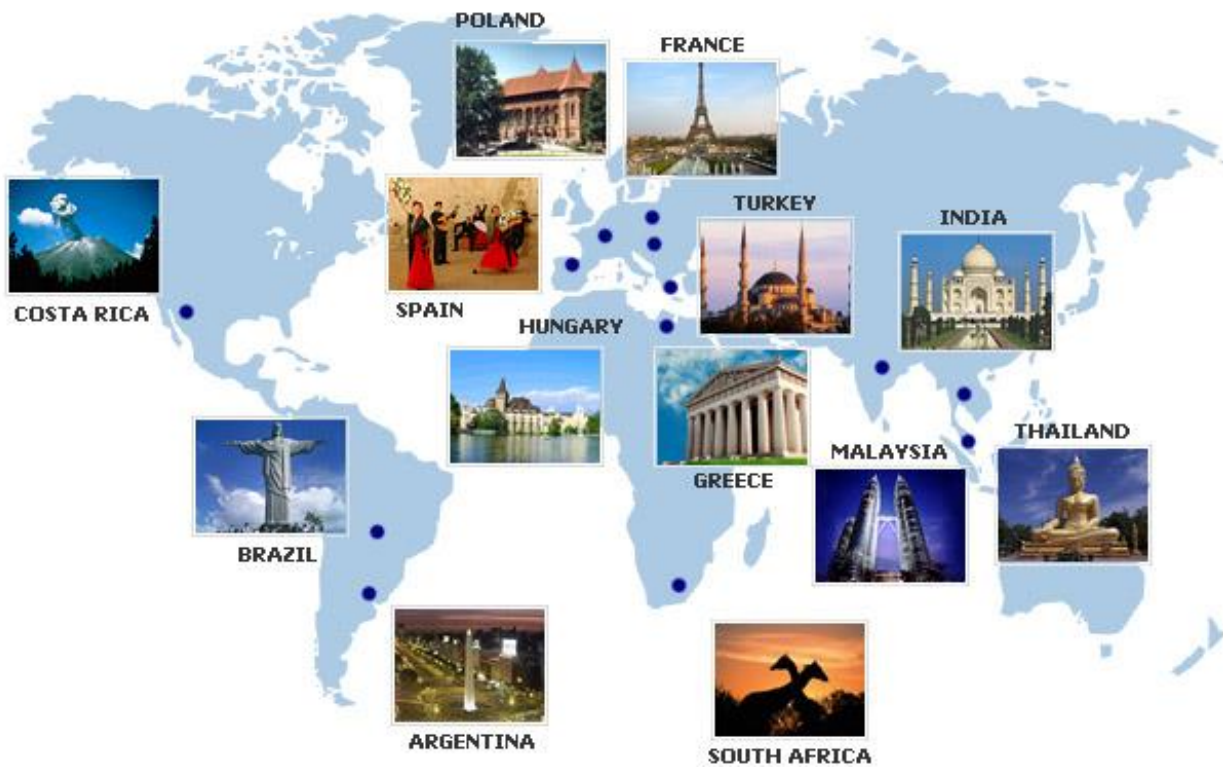 POLAND
FRANCE
TURKEY
INDIA
COSTA RICA
SPAIN
HUNGARY
THAILAND
MALAYSIA
GREECE
BRAZIL
ARGENTINA
SOUTH AFRICA